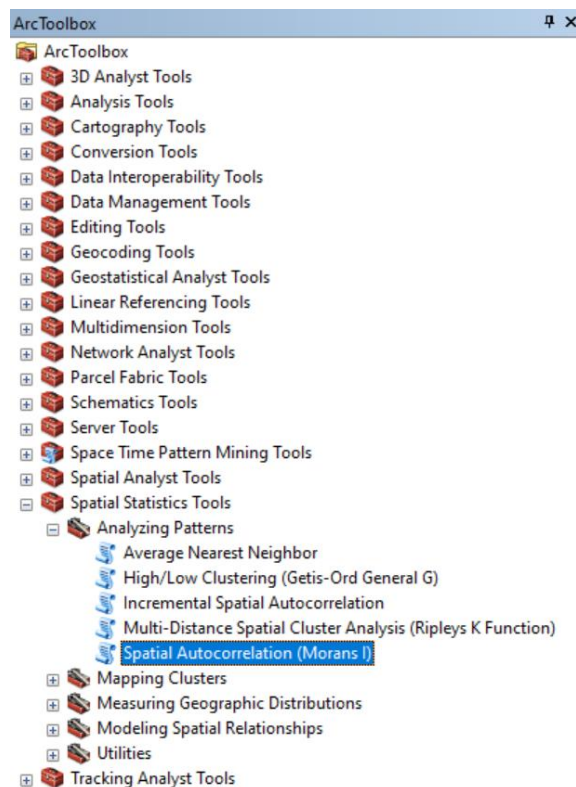 ArcToolbox
ArcToolbox
3D Analyst Tools
Analysis Tools
Cartography Tools
Conversion Tools
Data Interoperability Tools
Data Management Tools
Editing Tools
Geocoding Tools
Geostatistical Analyst Tools
Linear Referencing Tools
Multidimension Tools
Network Analyst Tools
Parcel Fabric Tools
Schematics Tools
Server Tools
Space Time Pattern Mining Tools
Spatial Analyst Tools
Spatial Statistics Tools
Analyzing Patterns
Average Nearest Neighbor
High/Low Clustering (Getis-Ord General G)
Incremental Spatial Autocorrelation
Multi-Distance Spatial Cluster Analysis (Ripleys K Function)
Spatial Autocorrelation (Morans I)
Mapping Clusters
Measuring Geographic Distributions
Modeling Spatial Relationships
Utilities
Tracking Analyst Tools